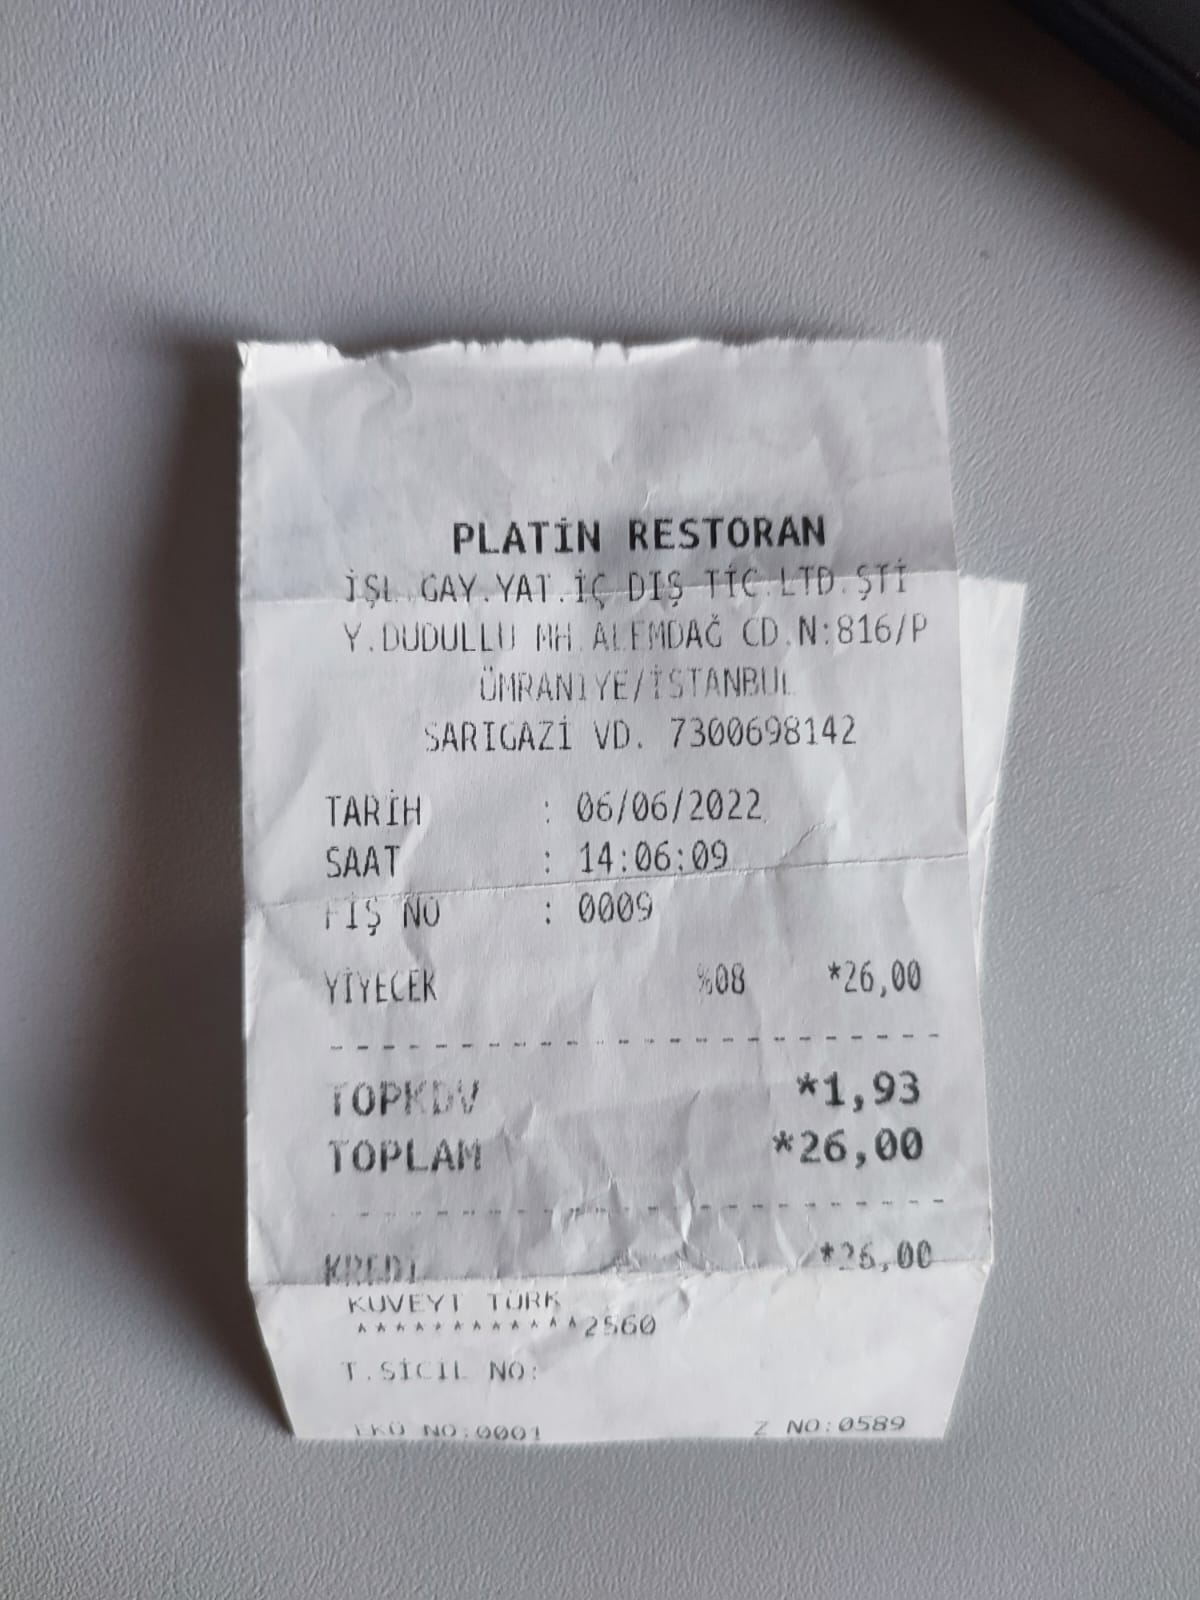 PLATİN RESTORAN
İŞL.GAY.YAT.İÇ DIŞ TİC.LTD.ŞTİ
Y.DUDULLU MH.ALEMDAĞ CD.N:816/P
ÜMRANİYE/İSTANBUL
SARIGAZİ VD. 7300698142
TARİH : 06/06/2022
SAAT : 14:06:09
FİŞ NO : 0009
YİYECEK %08 *26,00
TOPKDV *1,93
TOPLAM *26,00
KREDİ *26,00
KUVEYT TÜRK
************2560
T.SİCİL NO:
EKÜ NO:0001 Z NO:0589